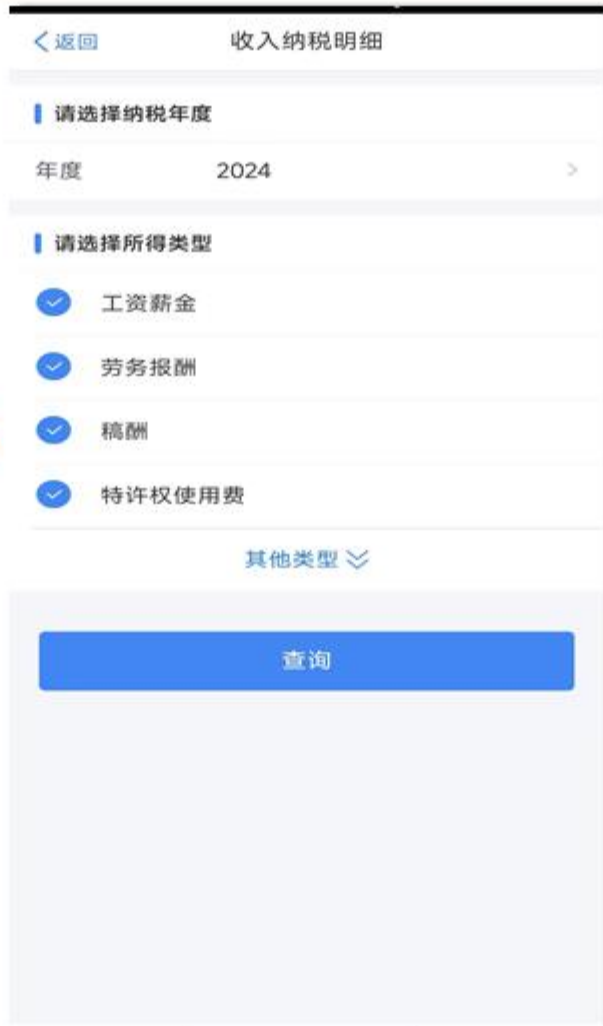 返回 收入纳税明细
请选择纳税年度
年度 2024
请选择所得类型
工资薪金
劳务报酬
稿酬
特许权使用费
其他类型
查询